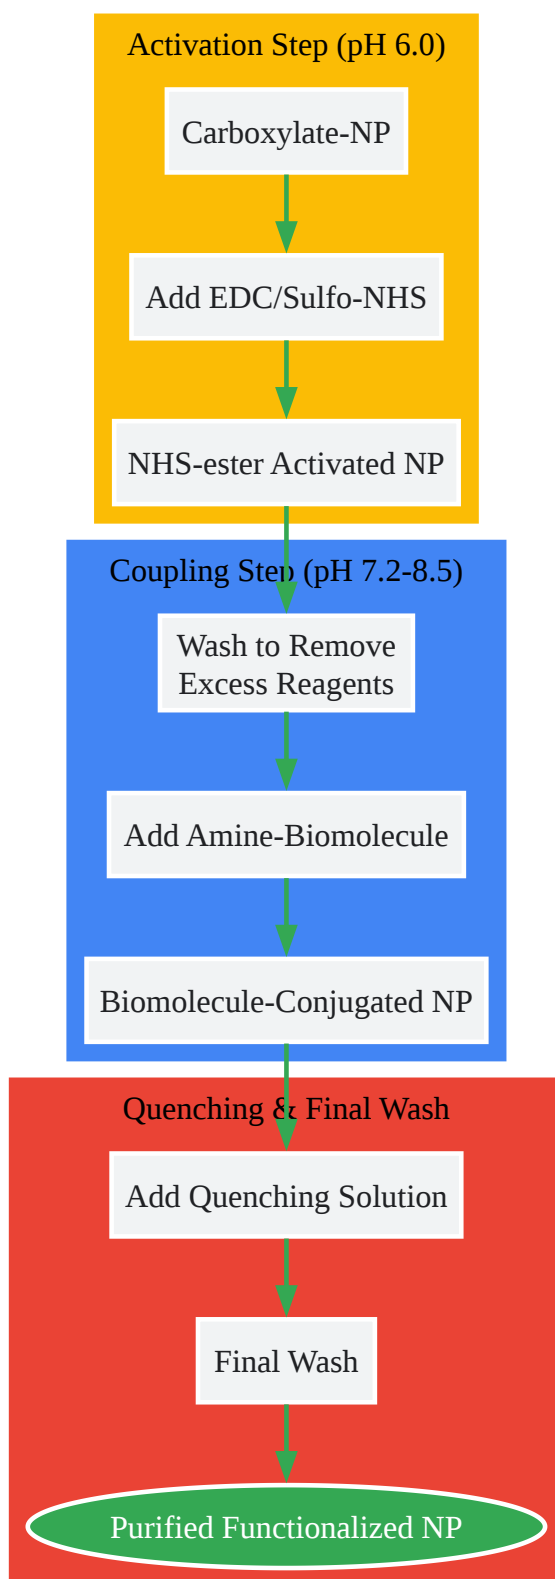 Activation Step (pH 6.0)
Carboxylate-NP
Add EDC/Sulfo-NHS
NHS-ester Activated NP
Coupling Step (pH 7.2-8.5)
Wash to Remove
Excess Reagents
Add Amine-Biomolecule
Biomolecule-Conjugated NP
Quenching & Final Wash
Add Quenching Solution
Final Wash
Purified Functionalized NP